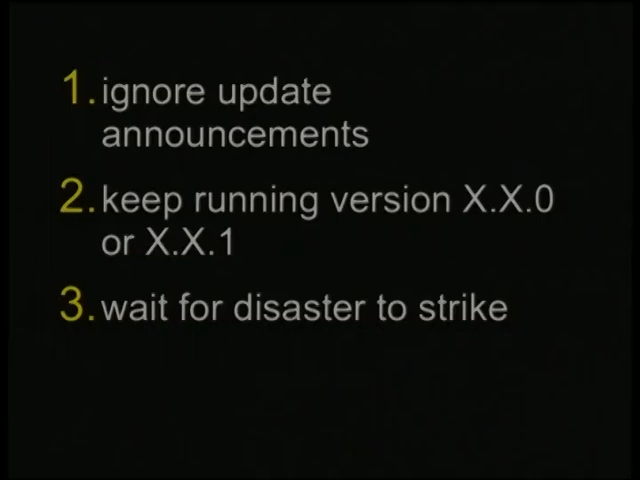 1. ignore update
announcements
2. keep running version X.X.0
or X.X.1
3. wait for disaster to strike